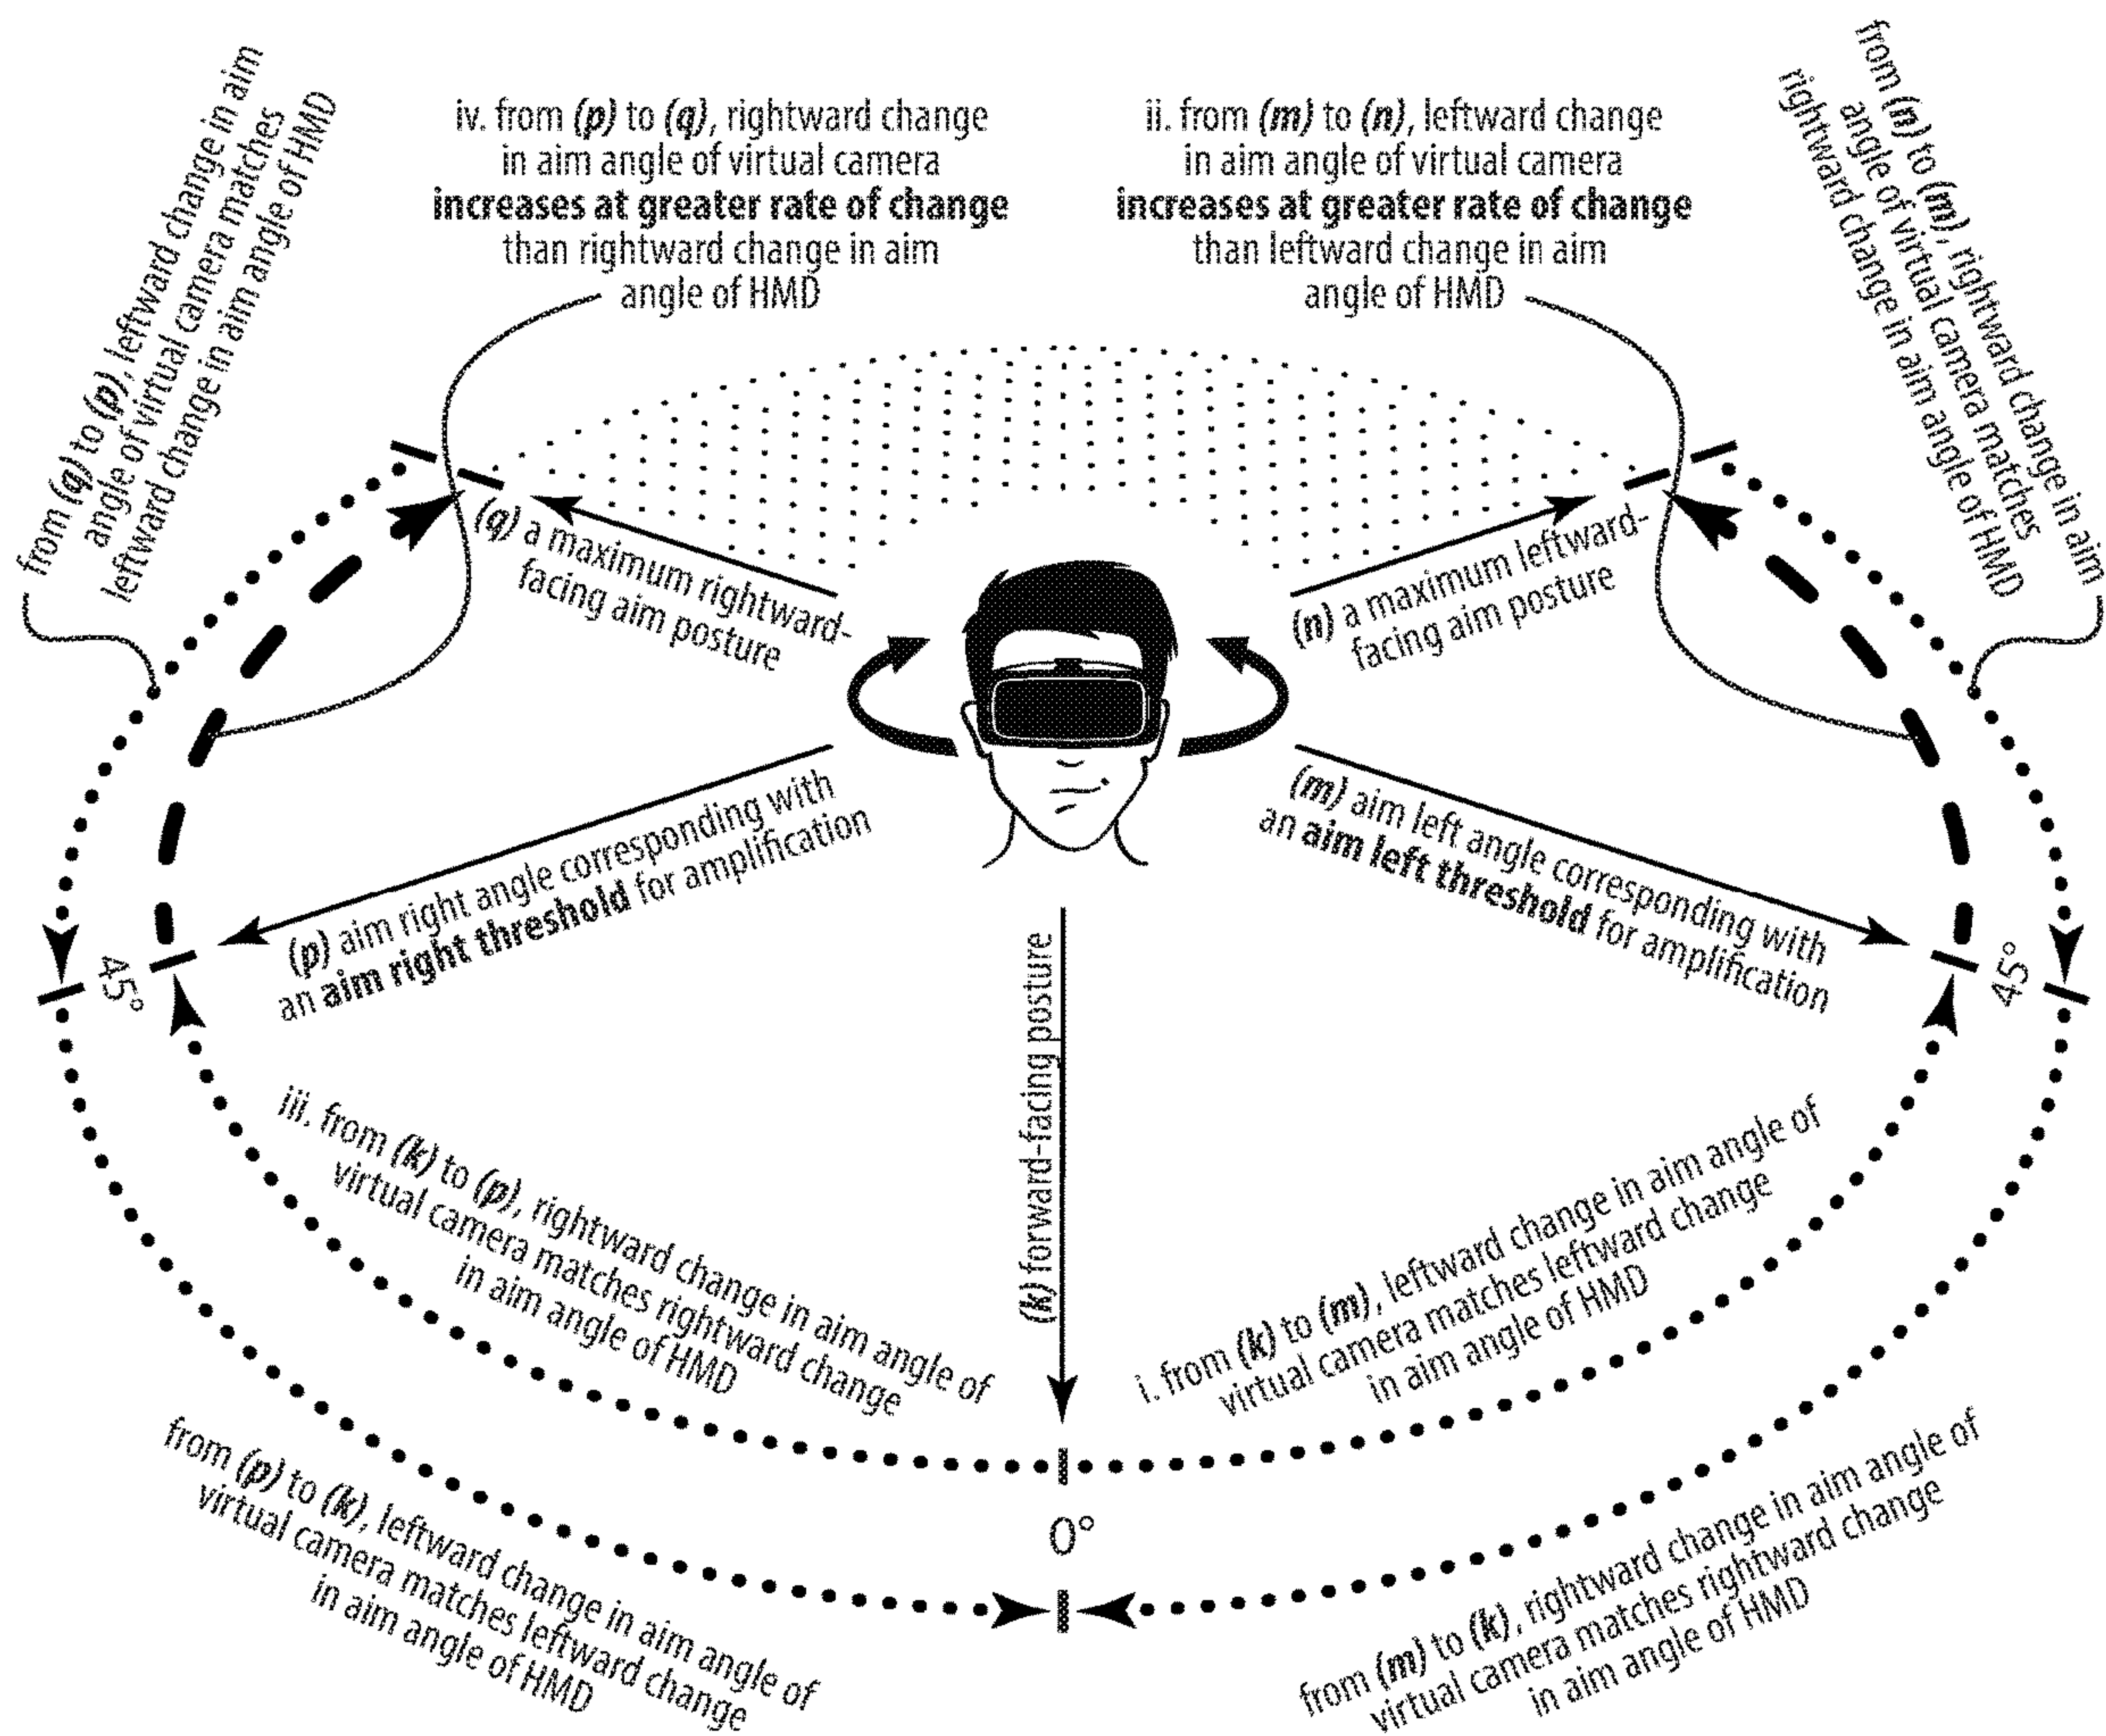 from (q) to (p), leftward change in aim
angle of virtual camera matches
leftward change in aim angle of HMD
iv. from (p) to (q), rightward change
in aim angle of virtual camera
increases at greater rate of change
than rightward change in aim
angle of HMD
ii. from (m) to (n), leftward change
in aim angle of virtual camera
increases at greater rate of change
than leftward change in aim
angle of HMD
from (n) to (m), rightward change in aim
angle of virtual camera matches
rightward change in aim angle of HMD
(q) a maximum rightward-
facing aim posture
(n) a maximum leftward-
facing aim posture
(p) aim right angle corresponding with
an aim right threshold for amplification
(m) aim left angle corresponding with
an aim left threshold for amplification
45°
45°
(k) forward-facing posture
iii. from (k) to (p), rightward change in aim angle of
virtual camera matches rightward change
in aim angle of HMD
i. from (k) to (m), leftward change in aim angle of
virtual camera matches leftward change
in aim angle of HMD
0°
from (p) to (k), leftward change in aim angle of
virtual camera matches leftward change
in aim angle of HMD
from (m) to (k), rightward change in aim angle of
virtual camera matches rightward change
in aim angle of HMD